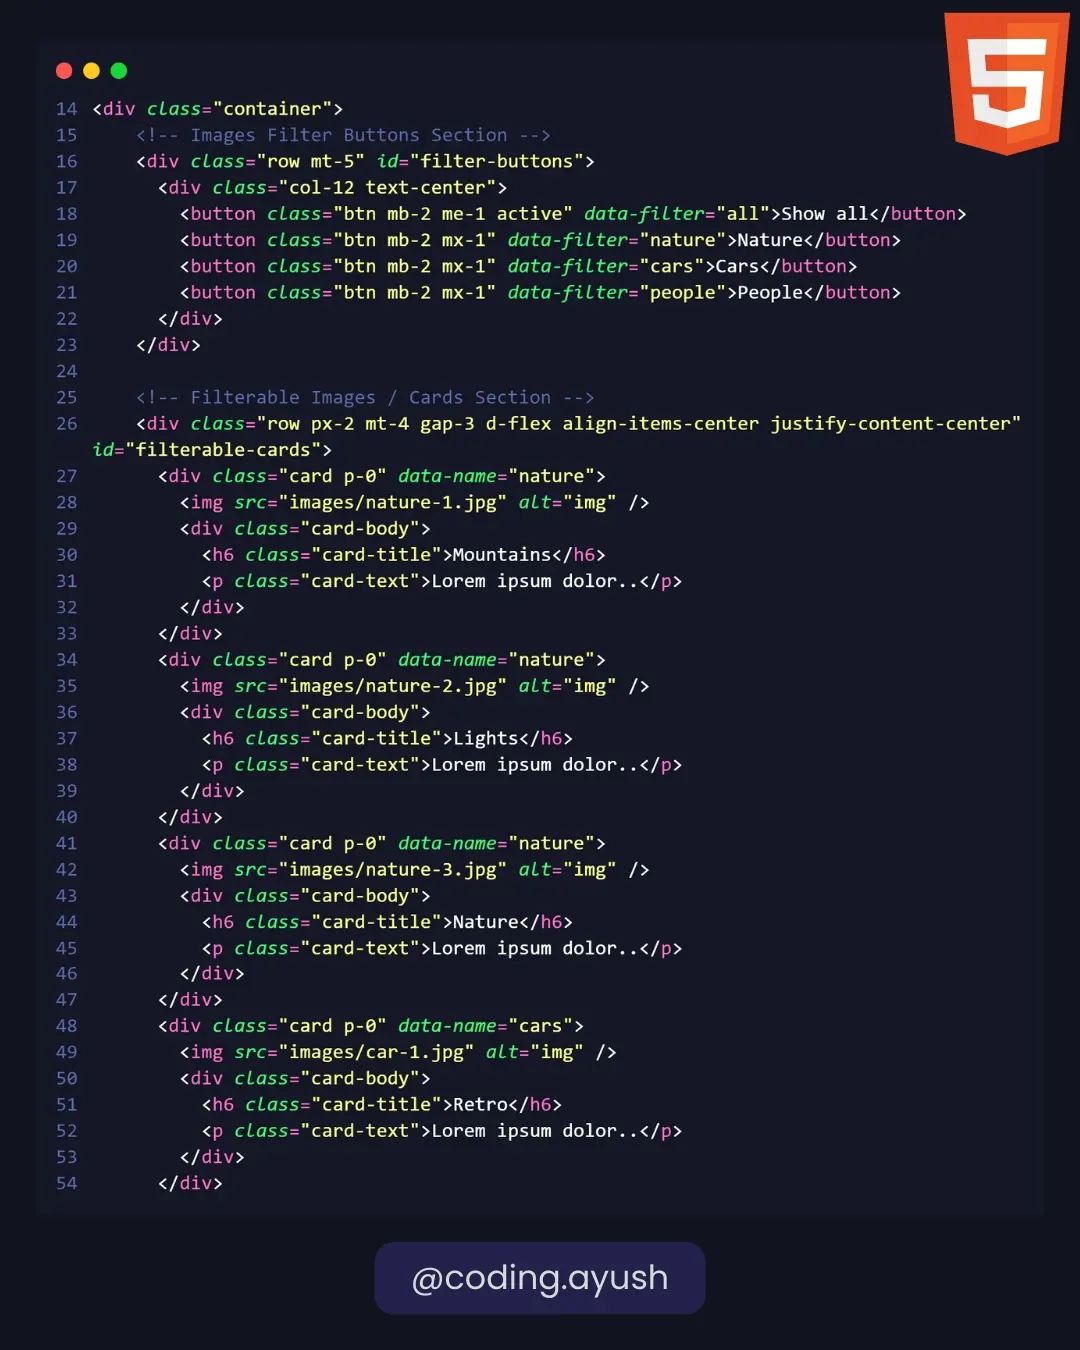 14 <div class="container">
15     <!-- Images Filter Buttons Section -->
16     <div class="row mt-5" id="filter-buttons">
17       <div class="col-12 text-center">
18         <button class="btn mb-2 me-1 active" data-filter="all">Show all</button>
19         <button class="btn mb-2 mx-1" data-filter="nature">Nature</button>
20         <button class="btn mb-2 mx-1" data-filter="cars">Cars</button>
21         <button class="btn mb-2 mx-1" data-filter="people">People</button>
22       </div>
23     </div>
24
25     <!-- Filterable Images / Cards Section -->
26     <div class="row px-2 mt-4 gap-3 d-flex align-items-center justify-content-center"
id="filterable-cards">
27       <div class="card p-0" data-name="nature">
28         <img src="images/nature-1.jpg" alt="img" />
29         <div class="card-body">
30           <h6 class="card-title">Mountains</h6>
31           <p class="card-text">Lorem ipsum dolor..</p>
32         </div>
33       </div>
34       <div class="card p-0" data-name="nature">
35         <img src="images/nature-2.jpg" alt="img" />
36         <div class="card-body">
37           <h6 class="card-title">Lights</h6>
38           <p class="card-text">Lorem ipsum dolor..</p>
39         </div>
40       </div>
41       <div class="card p-0" data-name="nature">
42         <img src="images/nature-3.jpg" alt="img" />
43         <div class="card-body">
44           <h6 class="card-title">Nature</h6>
45           <p class="card-text">Lorem ipsum dolor..</p>
46         </div>
47       </div>
48       <div class="card p-0" data-name="cars">
49         <img src="images/car-1.jpg" alt="img" />
50         <div class="card-body">
51           <h6 class="card-title">Retro</h6>
52           <p class="card-text">Lorem ipsum dolor..</p>
53         </div>
54       </div>
@coding.ayush
5